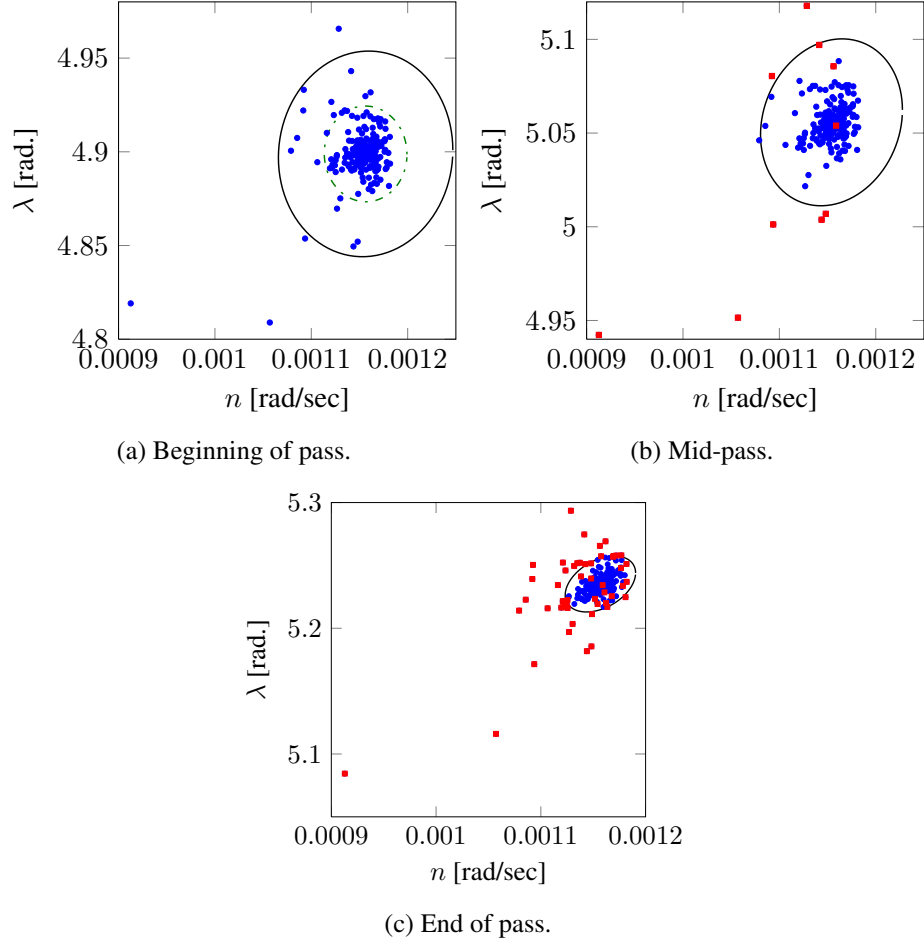 4.95
4.9
4.85
4.8
λ [rad.]
0.0009 0.001 0.0011 0.0012
n [rad/sec]
(a) Beginning of pass.
5.1
5.05
5
4.95
λ [rad.]
0.0009 0.001 0.0011 0.0012
n [rad/sec]
(b) Mid-pass.
5.3
5.2
5.1
λ [rad.]
0.0009 0.001 0.0011 0.0012
n [rad/sec]
(c) End of pass.